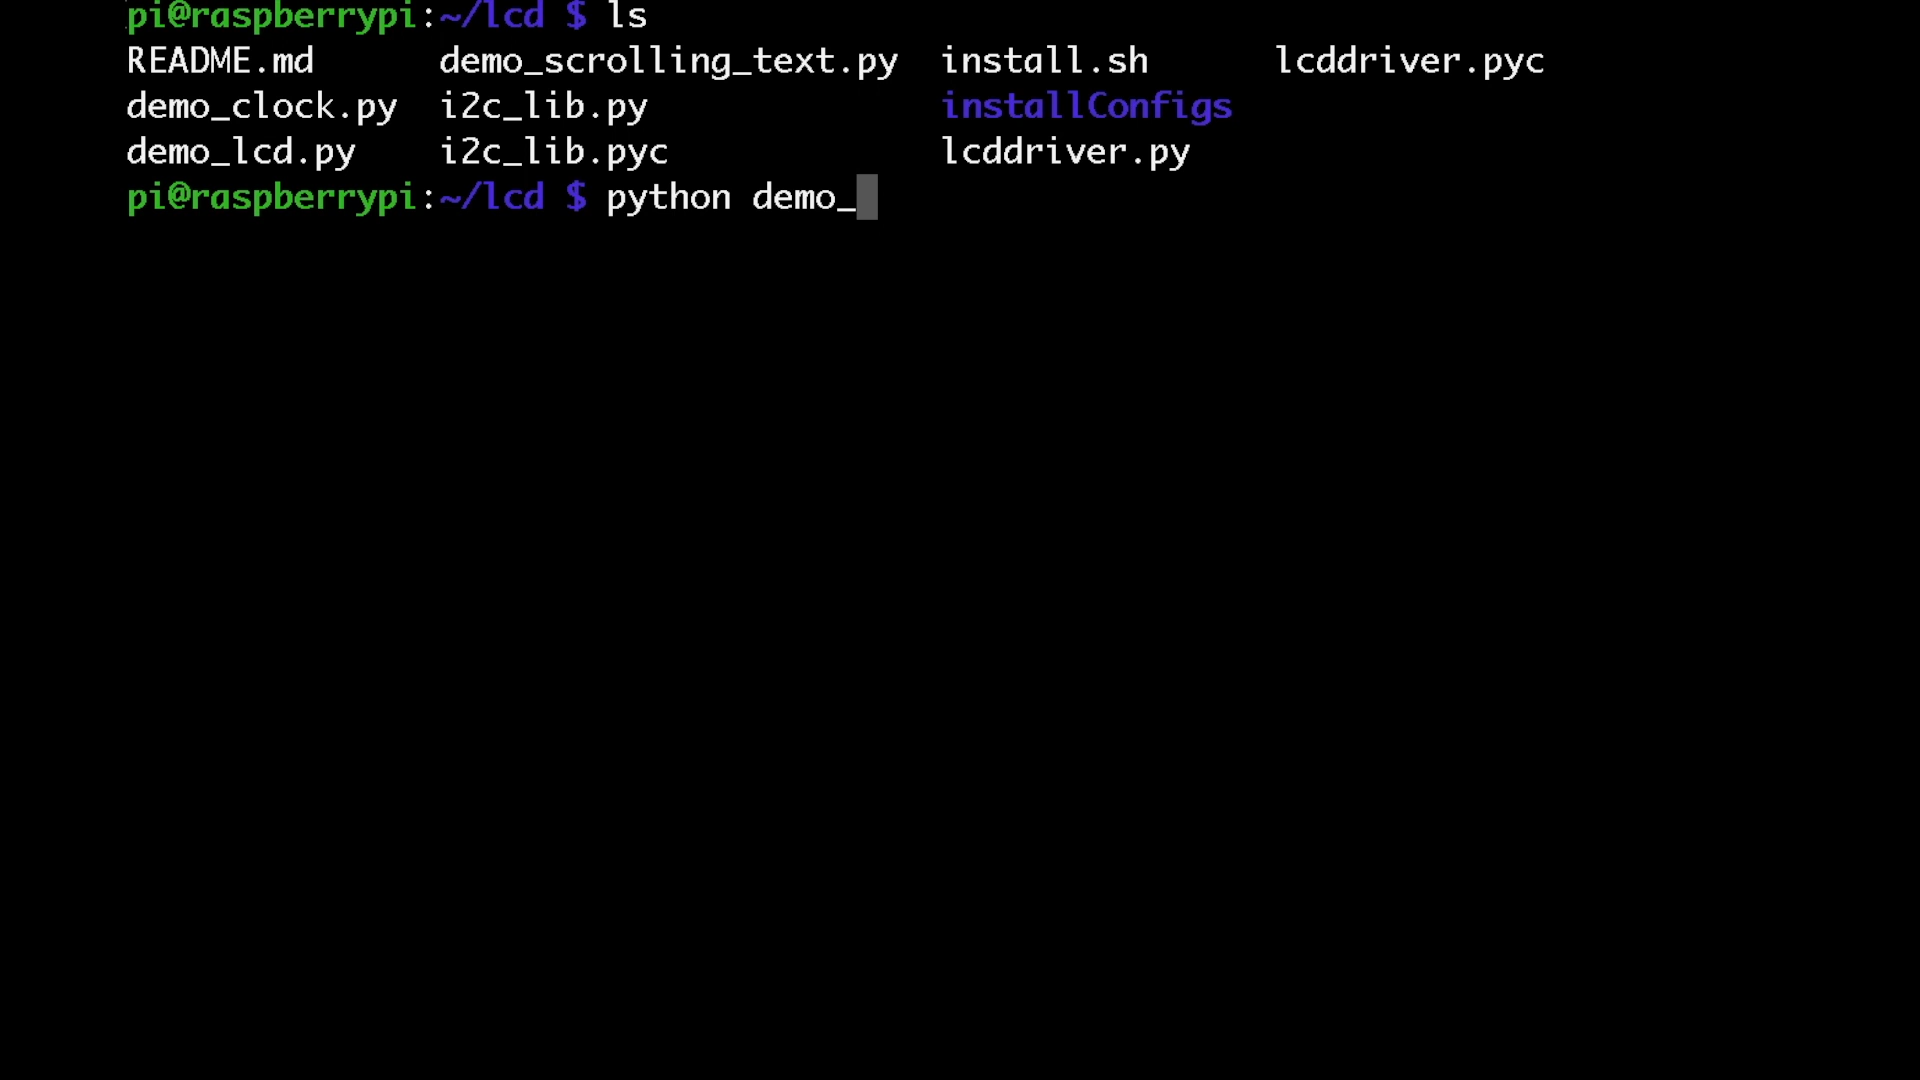 pi@raspberrypi:~/lcd $ ls
README.md demo_scrolling_text.py install.sh lcddriver.pyc
demo_clock.py i2c_lib.py installConfigs
demo_lcd.py i2c_lib.pyc lcddriver.py
pi@raspberrypi:~/lcd $ python demo_